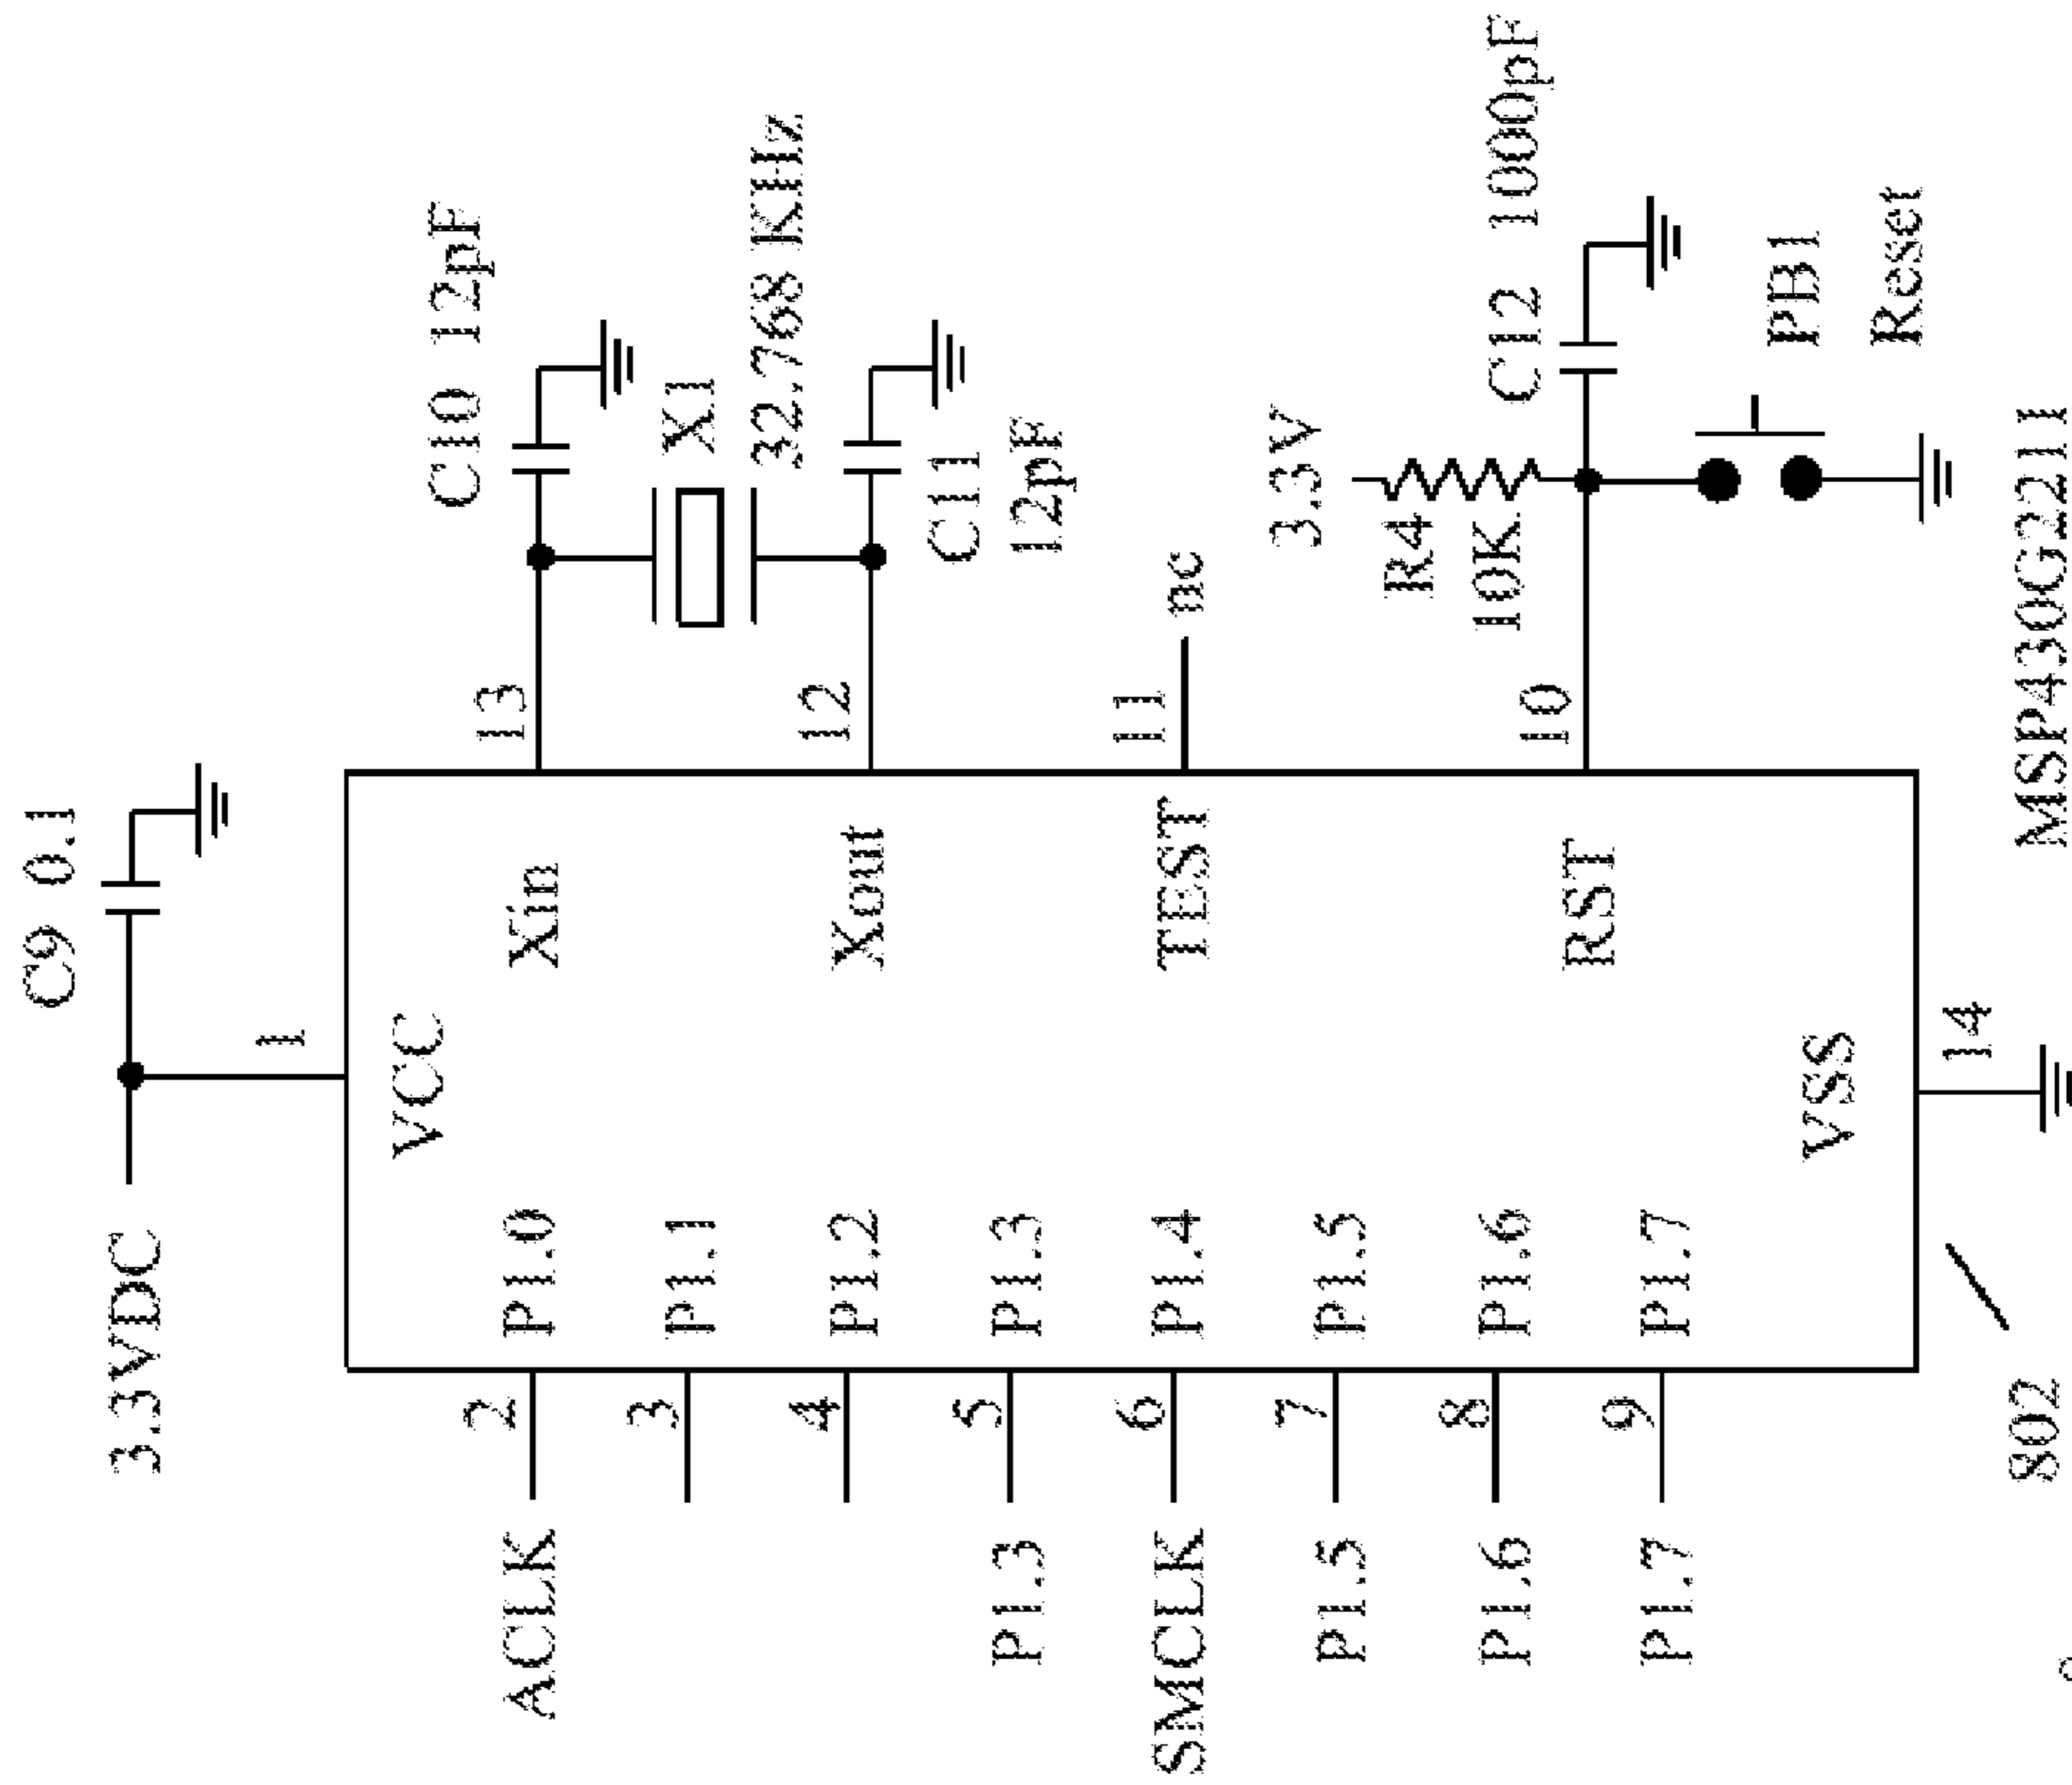 C9 0.1
3.3VDC
1
VCC
C10 12pF
2
13
ACLK
P1.0
Xin
3
P1.1
X1
32.768 KHz
4
12
P1.2
Xout
5
C11
P1.3
P1.3
12pF
6
11
SMCLK
P1.4
TEST
nc
7
3.3V
P1.5
P1.5
R4
8
10K
P1.6
P1.6
C12 1000pF
10
RST
9
P1.7
P1.7
PB1
VSS
Reset
14
802
MSP430G2211